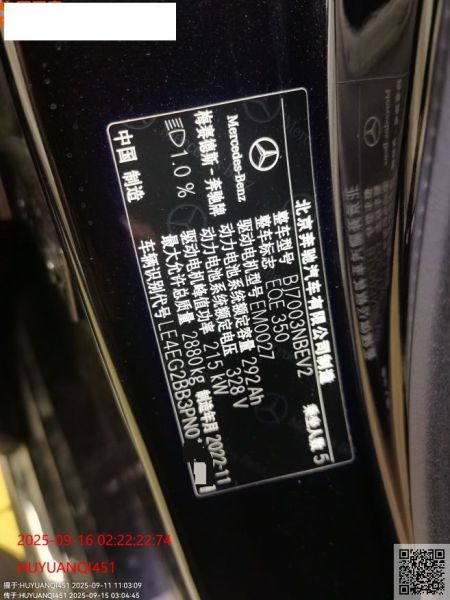 北京奔驰汽车有限公司制造
Mercedes-Benz
梅赛德斯-奔驰牌
1.0%
中国 制造
整车型号 BJ7003NBEV2
整车标志 EQE 350
乘坐人数 5
驱动电机型号 EM0027
动力电池系统额定容量 292Ah
动力电池系统额定电压 328V
驱动电机峰值功率 215kW
最大允许总质量 2880kg 制造年月 2022-11
车辆识别代号 LE4EG2BB3PN0
2025-09-16 02:22:22.74
HUYUANQI451
摄于:HUYUANQI451 @2025-09-11 11:03:09
传于:HUYUANQI451 @2025-09-15 03:04:45